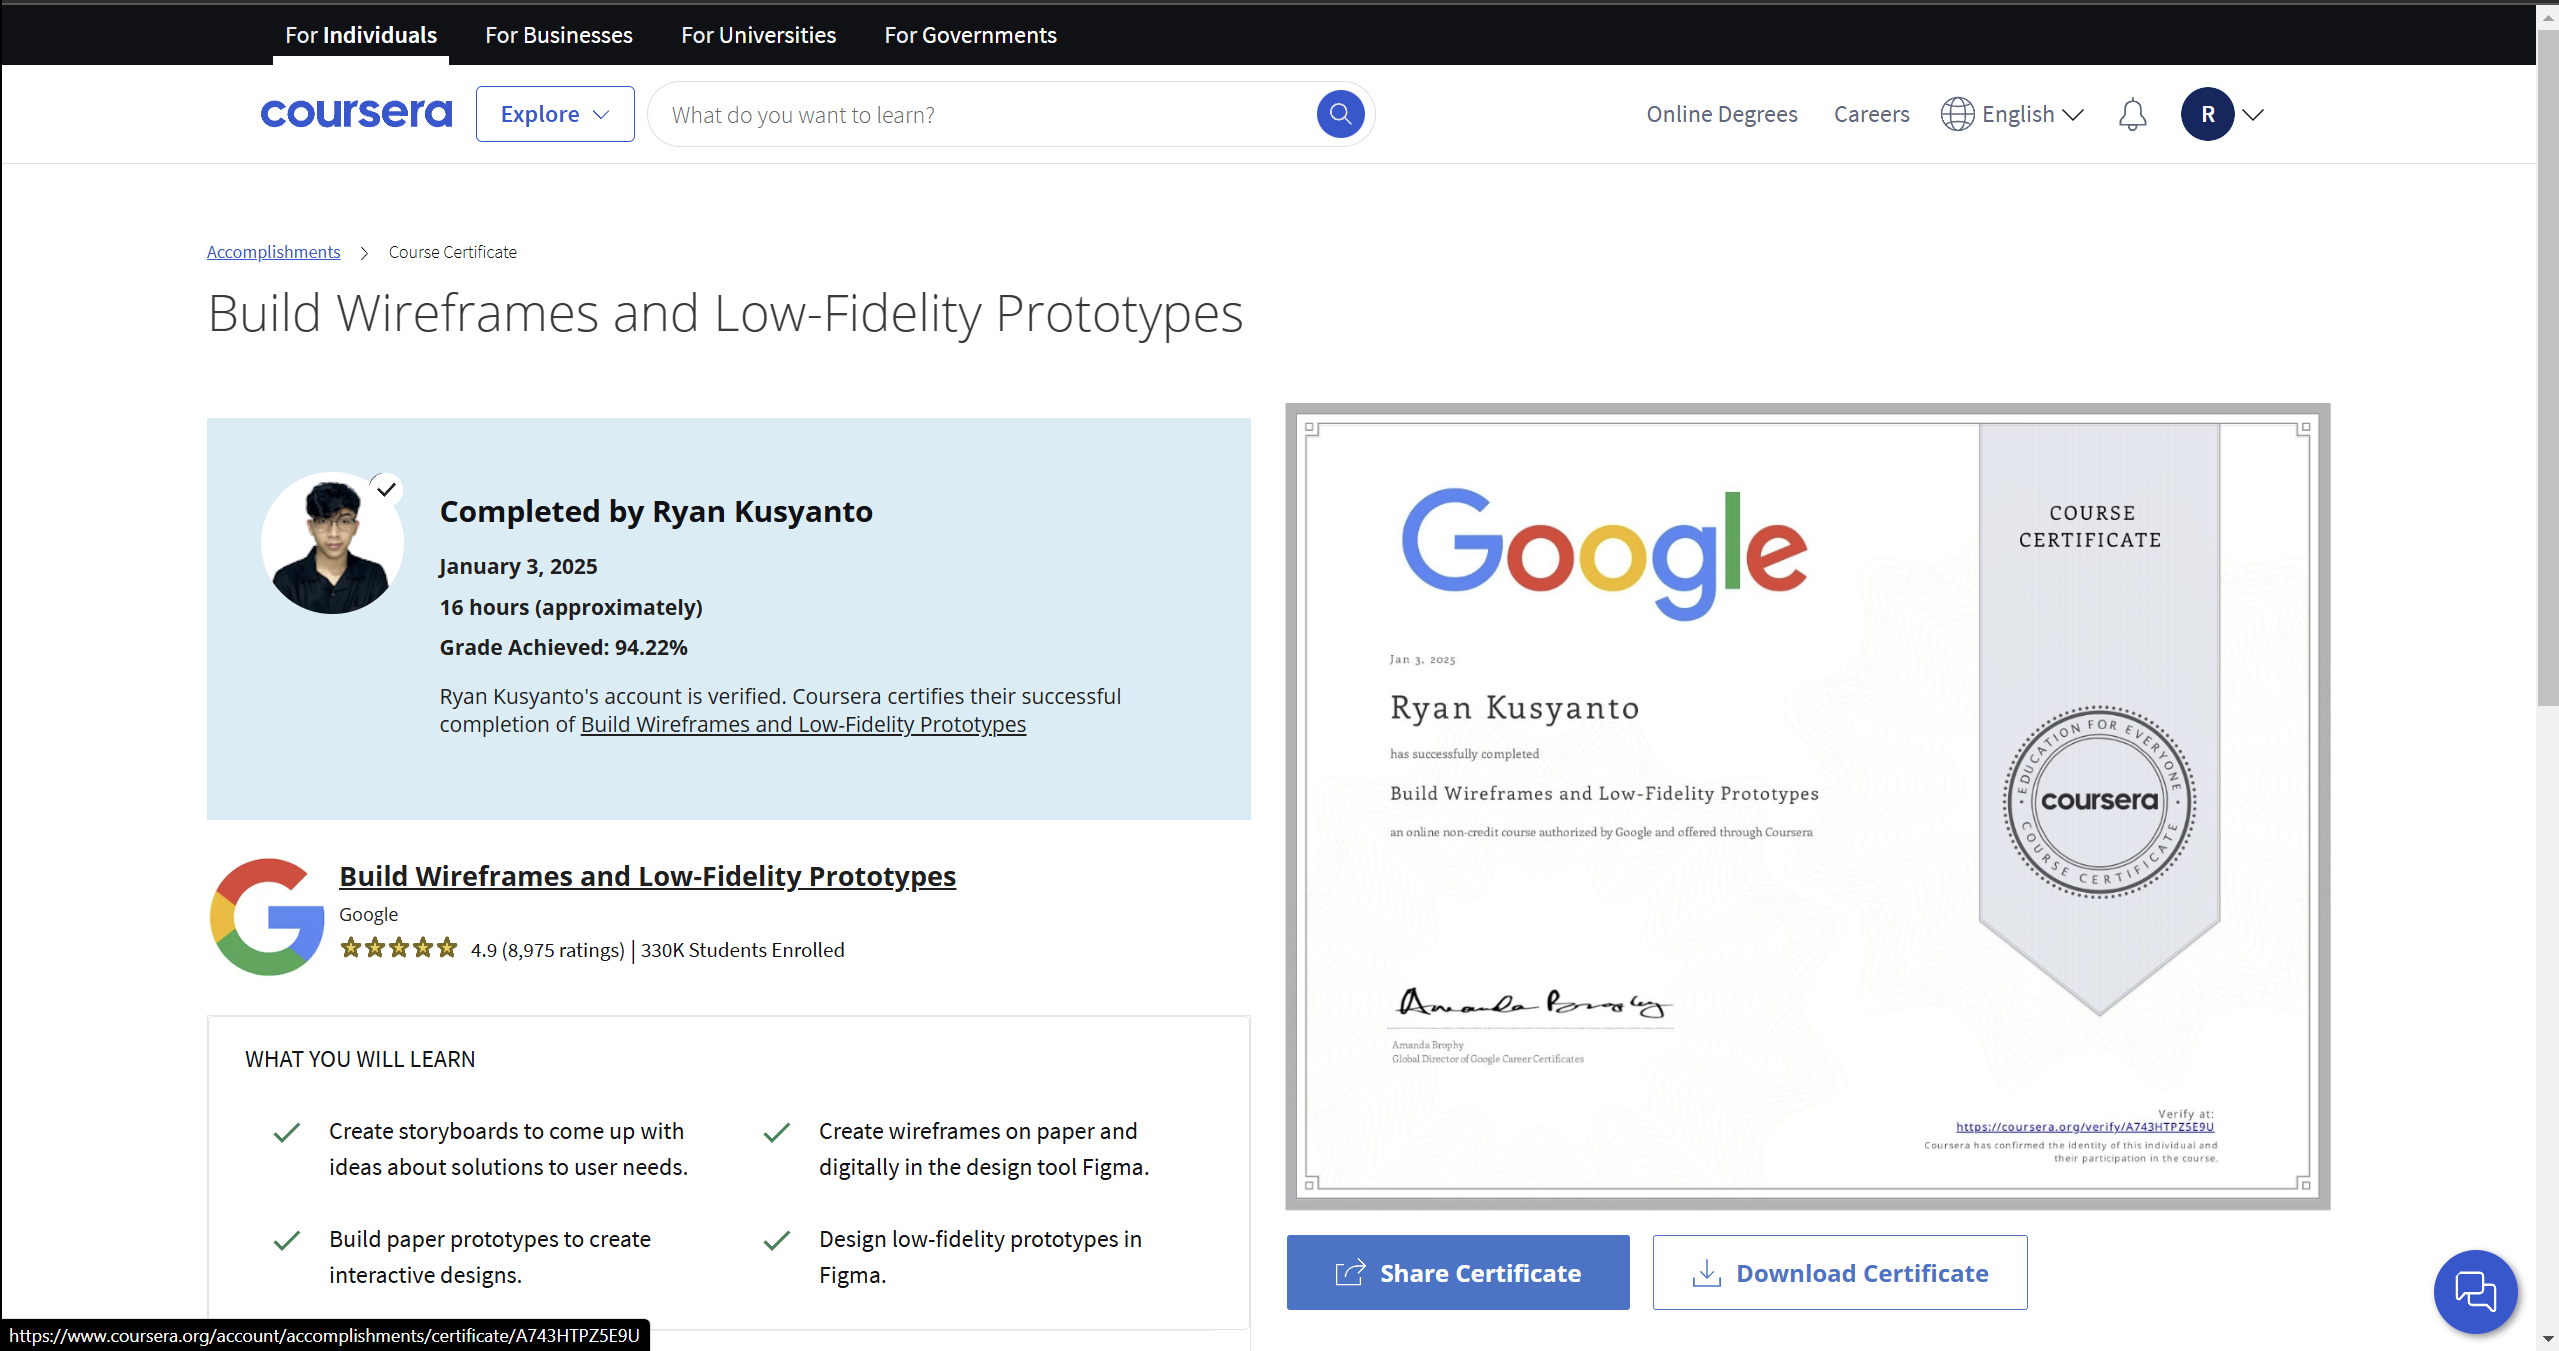 For Individuals
For Businesses
For Universities
For Governments
coursera
Explore
What do you want to learn?
Online Degrees
Careers
English
R
Accomplishments
Course Certificate
Build Wireframes and Low-Fidelity Prototypes
Completed by Ryan Kusyanto
January 3, 2025
16 hours (approximately)
Grade Achieved: 94.22%
Ryan Kusyanto's account is verified. Coursera certifies their successful
completion of Build Wireframes and Low-Fidelity Prototypes
Build Wireframes and Low-Fidelity Prototypes
Google
4.9 (8,975 ratings) | 330K Students Enrolled
WHAT YOU WILL LEARN
Create storyboards to come up with
ideas about solutions to user needs.
Create wireframes on paper and
digitally in the design tool Figma.
Build paper prototypes to create
interactive designs.
Design low-fidelity prototypes in
Figma.
Google
Jan 3, 2025
Ryan Kusyanto
has successfully completed
Build Wireframes and Low-Fidelity Prototypes
an online non-credit course authorized by Google and offered through Coursera
Amanda Brophy
Amanda Brophy
Global Director of Google Career Certificates
COURSE
CERTIFICATE
EDUCATION FOR EVERYONE
coursera
COURSE CERTIFICATE
Verify at:
https://coursera.org/verify/A743HTPZ5E9U
Coursera has confirmed the identity of this individual and
their participation in the course.
Share Certificate
Download Certificate
https://www.coursera.org/account/accomplishments/certificate/A743HTPZ5E9U